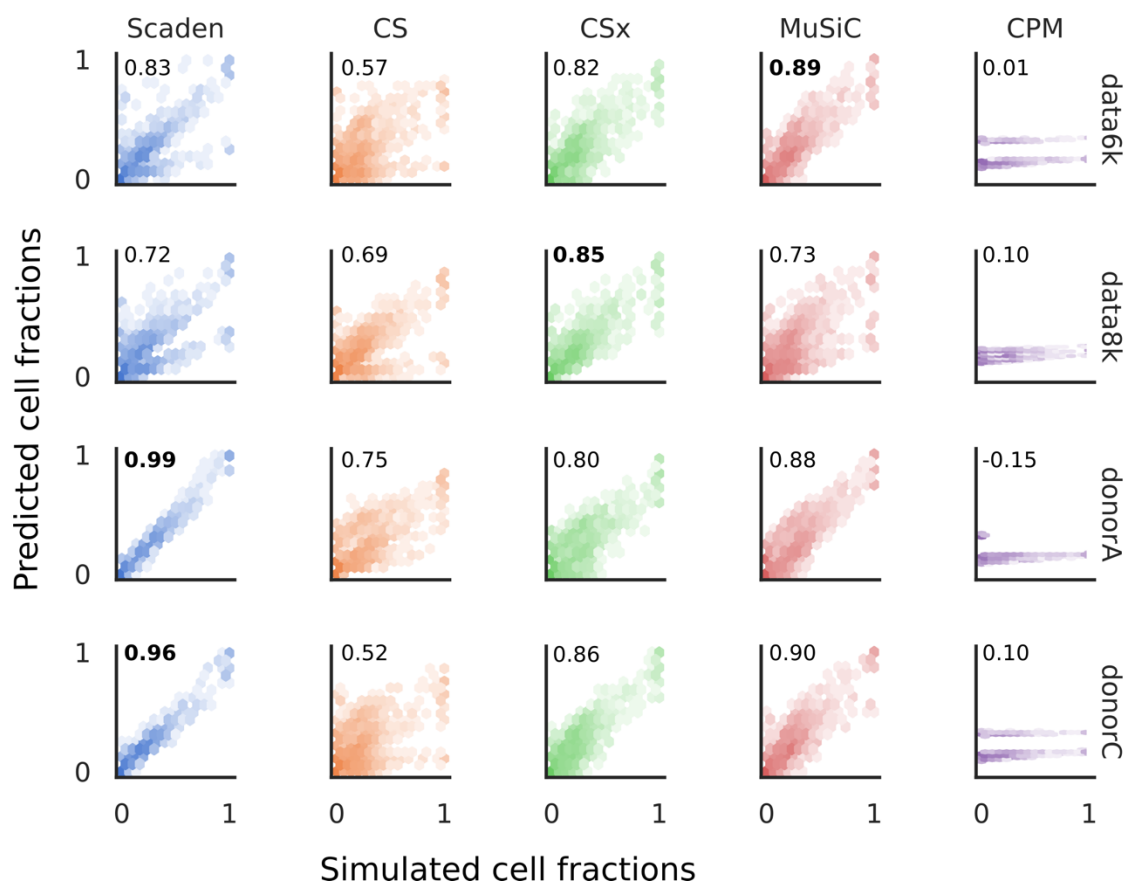 Scaden CS CSx MuSiC CPM
1 0.83 0.57 0.82 0.89 0.01 data6k
0
1 0.72 0.69 0.85 0.73 0.10 data8k
0
1 0.99 0.75 0.80 0.88 -0.15 donorA
0
1 0.96 0.52 0.86 0.90 0.10 donorC
0
Predicted cell fractions
0 1 0 1 0 1 0 1 0 1
Simulated cell fractions